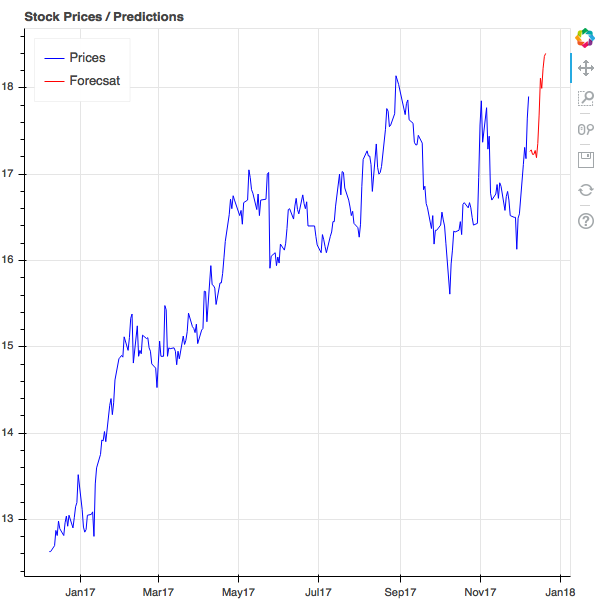 Stock Prices / Predictions
Prices
Forecsat
18
17
16
15
14
13
Jan17
Mar17
May17
Jul17
Sep17
Nov17
Jan18